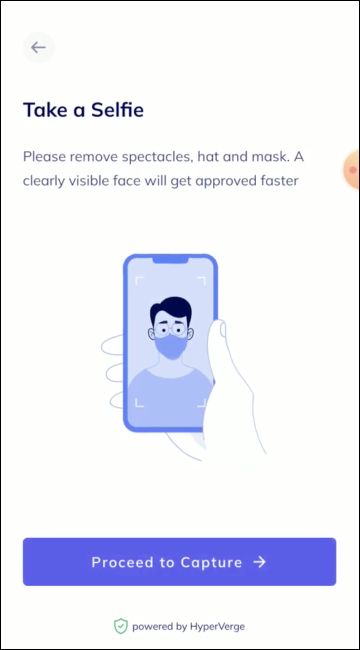 Take a Selfie
Please remove spectacles, hat and mask. A
clearly visible face will get approved faster
Proceed to Capture
powered by HyperVerge